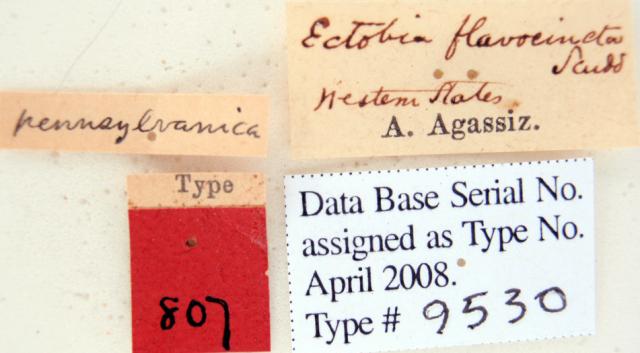 Ectobia flavocincta
Scudd
Western States
A. Agassiz.
pennsylvanica
Type
807
Data Base Serial No.
assigned as Type No.
April 2008.
Type # 9530